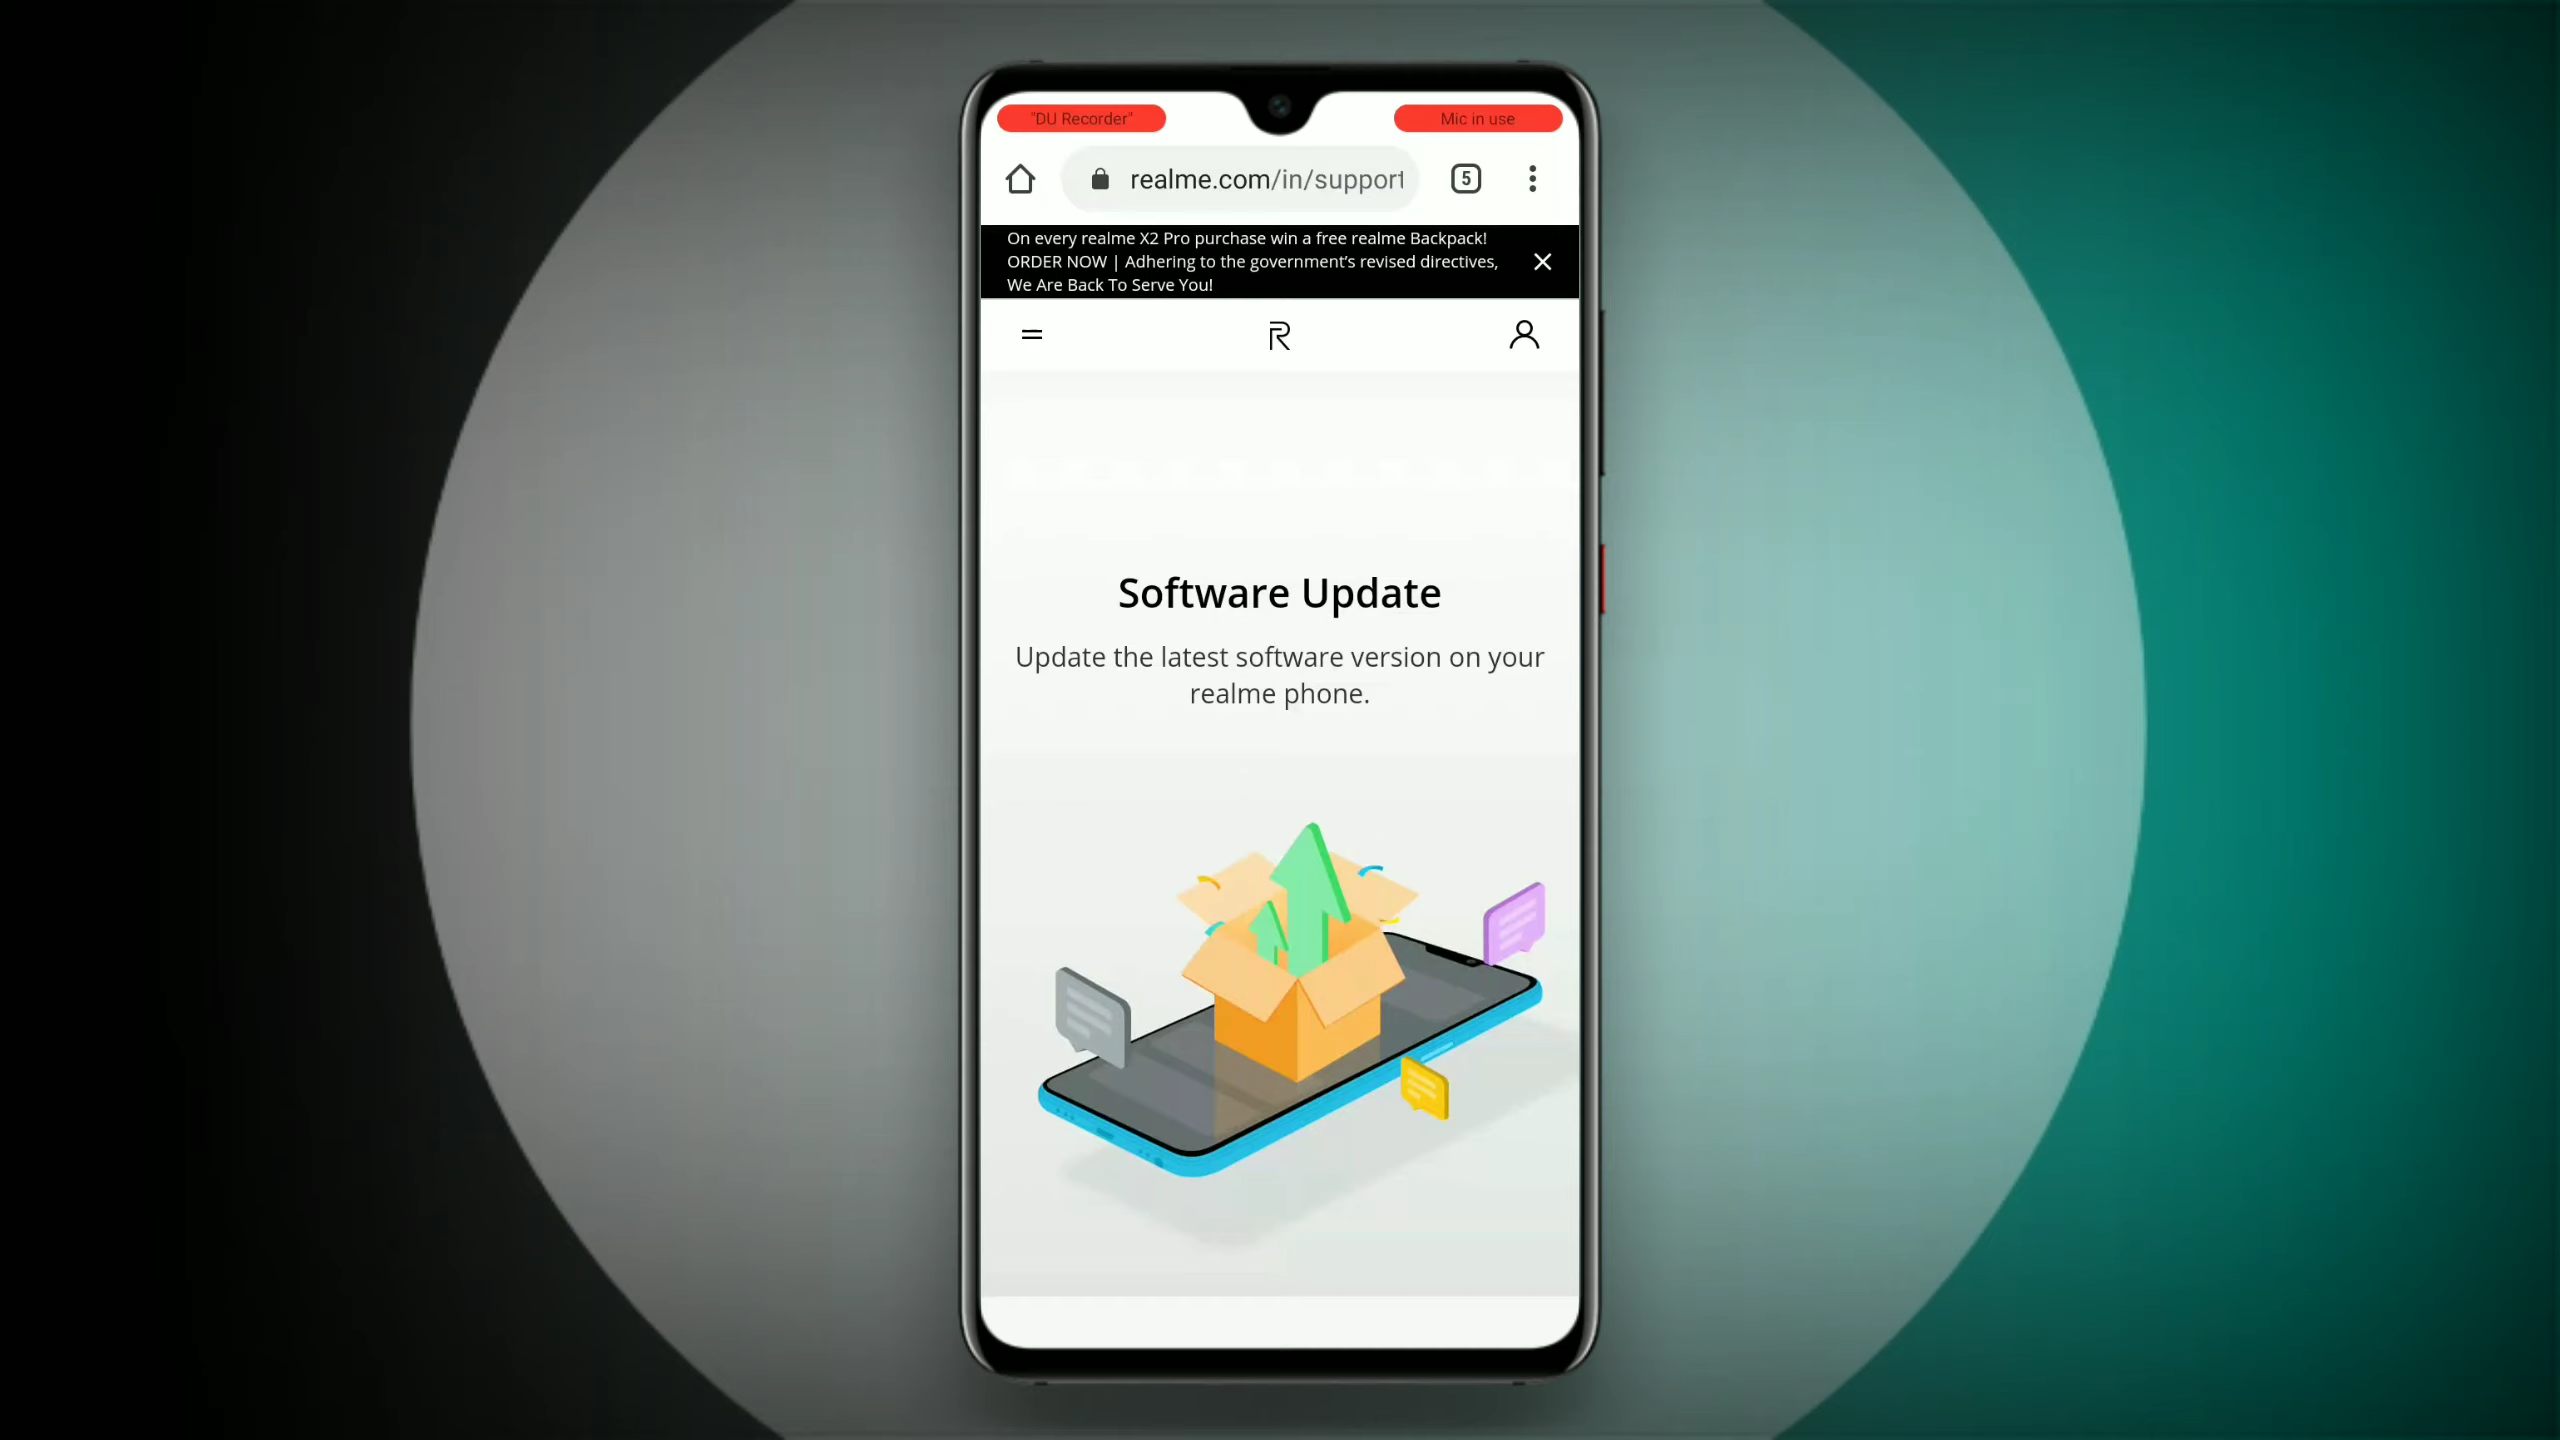 "DU Recorder"
Mic in use
realme.com/in/support
5
On every realme X2 Pro purchase win a free realme Backpack!
ORDER NOW | Adhering to the government's revised directives,
We Are Back To Serve You!
Software Update
Update the latest software version on your
realme phone.